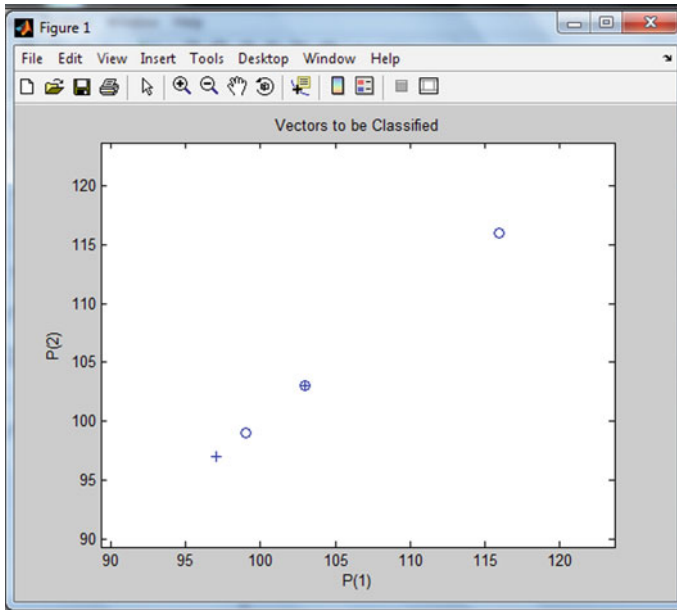 Figure 1
File Edit View Insert Tools Desktop Window Help
Vectors to be Classified
120
115
110
105
100
95
90
P(2)
90 95 100 105 110 115 120
P(1)